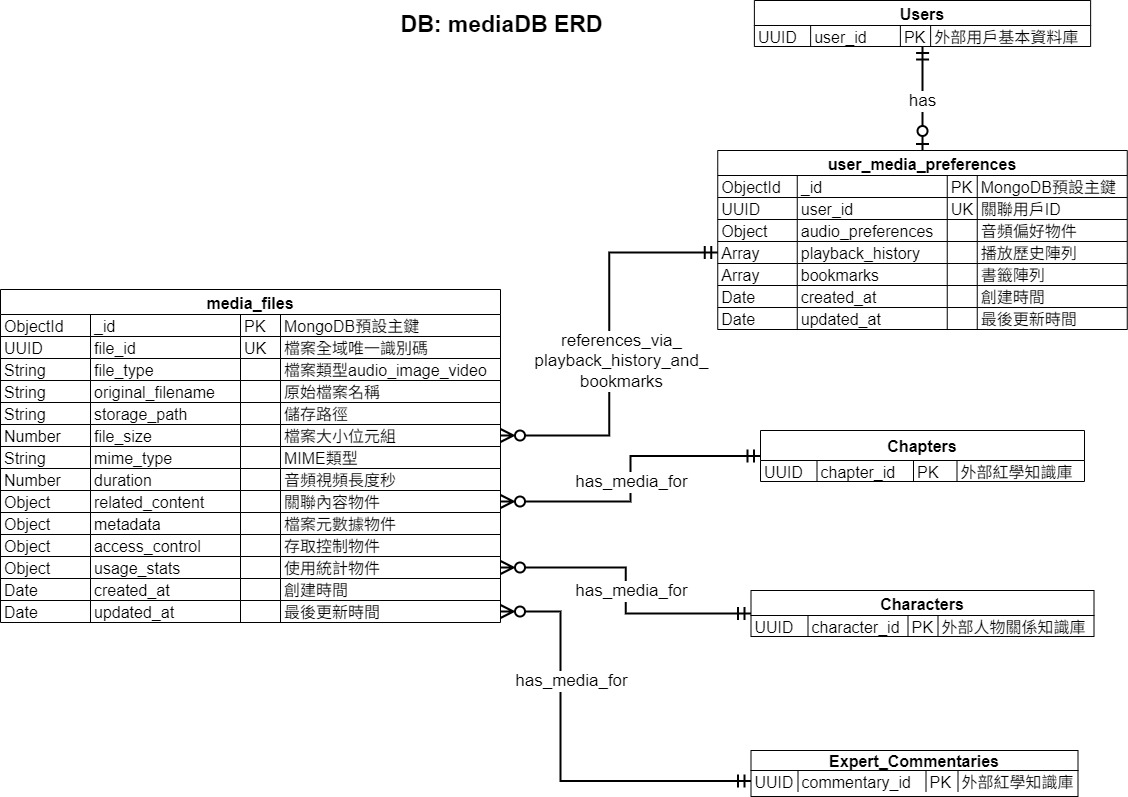 DB: mediaDB ERD
Users
UUID user_id PK 外部用戶基本資料庫
has
user_media_preferences
ObjectId _id PK MongoDB預設主鍵
UUID user_id UK 關聯用戶ID
Object audio_preferences 音頻偏好物件
Array playback_history 播放歷史陣列
Array bookmarks 書籤陣列
Date created_at 創建時間
Date updated_at 最後更新時間
references_via_
playback_history_and_
bookmarks
media_files
ObjectId _id PK MongoDB預設主鍵
UUID file_id UK 檔案全域唯一識別碼
String file_type 檔案類型audio_image_video
String original_filename 原始檔案名稱
String storage_path 儲存路徑
Number file_size 檔案大小位元組
String mime_type MIME類型
Number duration 音頻視頻長度秒
Object related_content 關聯內容物件
Object metadata 檔案元數據物件
Object access_control 存取控制物件
Object usage_stats 使用統計物件
Date created_at 創建時間
Date updated_at 最後更新時間
has_media_for
Chapters
UUID chapter_id PK 外部紅學知識庫
has_media_for
Characters
UUID character_id PK 外部人物關係知識庫
has_media_for
Expert_Commentaries
UUID commentary_id PK 外部紅學知識庫